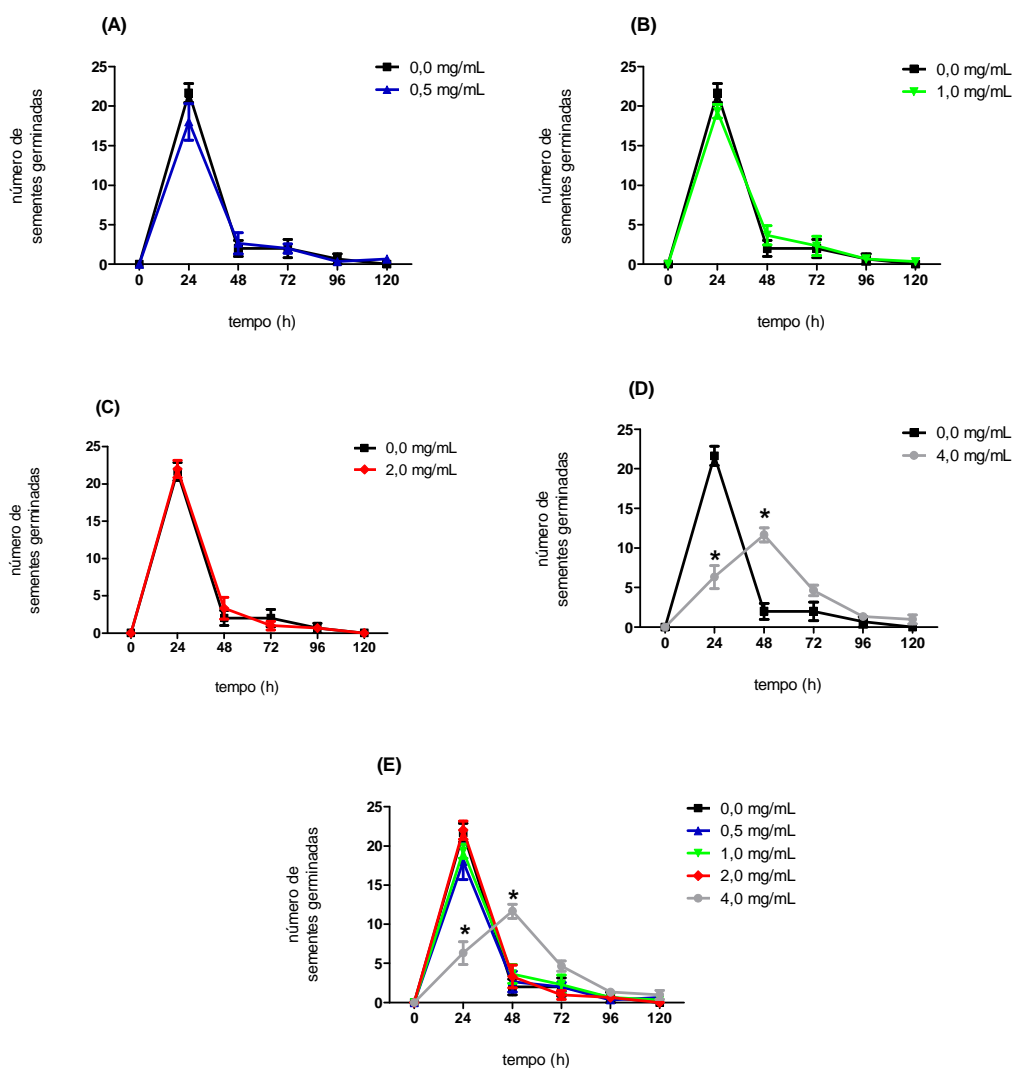 (A)
0,0 mg/mL
0,5 mg/mL
25
20
15
10
5
0
número de
sementes germinadas
0 24 48 72 96 120
tempo (h)
(B)
0,0 mg/mL
1,0 mg/mL
25
20
15
10
5
0
número de
sementes germinadas
0 24 48 72 96 120
tempo (h)
(C)
0,0 mg/mL
2,0 mg/mL
25
20
15
10
5
0
número de
sementes germinadas
0 24 48 72 96 120
tempo (h)
(D)
0,0 mg/mL
4,0 mg/mL
25
20
15
10
5
0
número de
sementes germinadas
*
*
0 24 48 72 96 120
tempo (h)
(E)
0,0 mg/mL
0,5 mg/mL
1,0 mg/mL
2,0 mg/mL
4,0 mg/mL
25
20
15
10
5
0
número de
sementes germinadas
*
*
0 24 48 72 96 120
tempo (h)